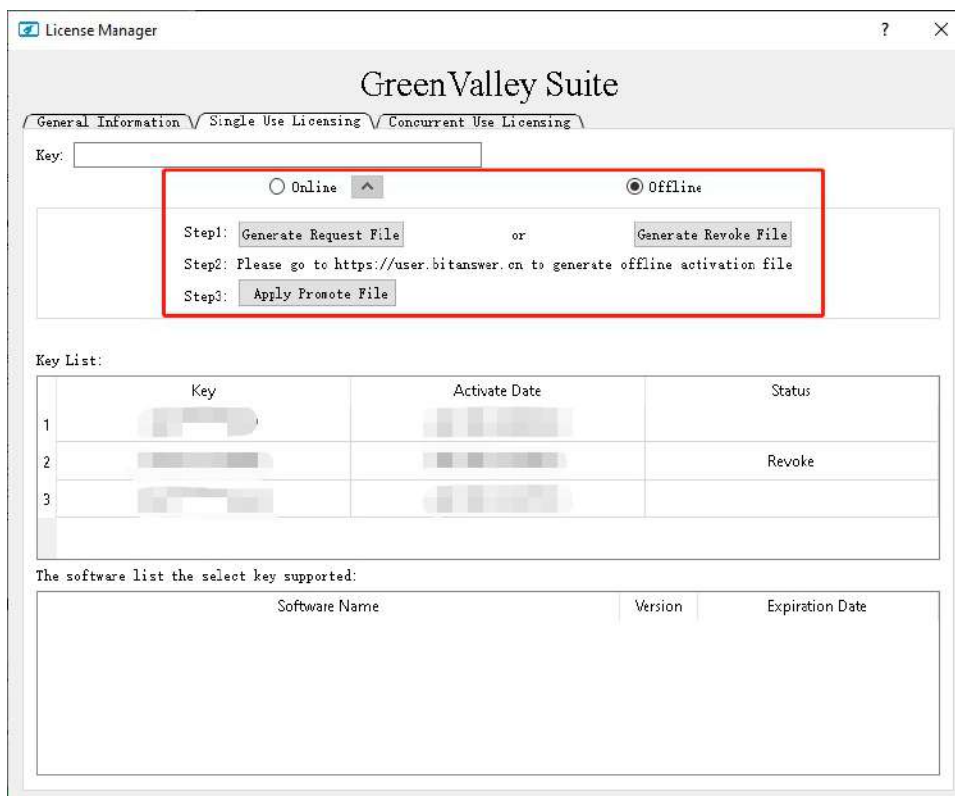 License Manager
GreenValley Suite
General Information Single Use Licensing Concurrent Use Licensing
Key:
Online Offline
Step1: Generate Request File or Generate Revoke File
Step2: Please go to https://user.bitanswer.cn to generate offline activation file
Step3: Apply Promote File
Key List:
Key Activate Date Status
1
2 Revoke
3
The software list the select key supported:
Software Name Version Expiration Date